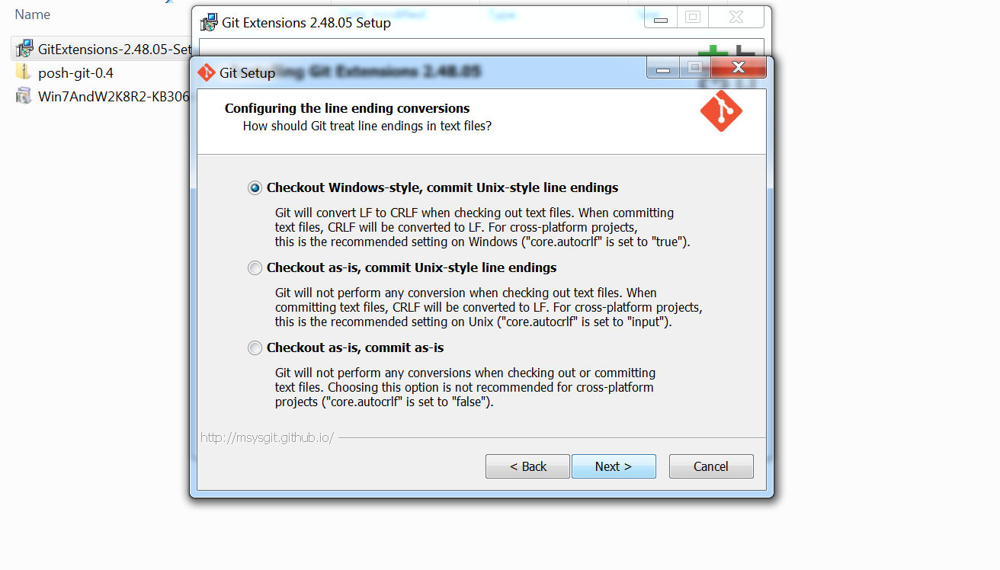 Name
Git Extensions 2.48.05 Setup
GitExtensions-2.48.05-Set
posh-git-0.4
Win7AndW2K8R2-KB306
Git Setup
Git Extensions 2.48.05
Configuring the line ending conversions
How should Git treat line endings in text files?
Checkout Windows-style, commit Unix-style line endings
Git will convert LF to CRLF when checking out text files. When committing
text files, CRLF will be converted to LF. For cross-platform projects,
this is the recommended setting on Windows ("core.autocrlf" is set to "true").
Checkout as-is, commit Unix-style line endings
Git will not perform any conversion when checking out text files. When
committing text files, CRLF will be converted to LF. For cross-platform projects,
this is the recommended setting on Unix ("core.autocrlf" is set to "input").
Checkout as-is, commit as-is
Git will not perform any conversions when checking out or committing
text files. Choosing this option is not recommended for cross-platform
projects ("core.autocrlf" is set to "false").
http://msysgit.github.io/
< Back
Next >
Cancel